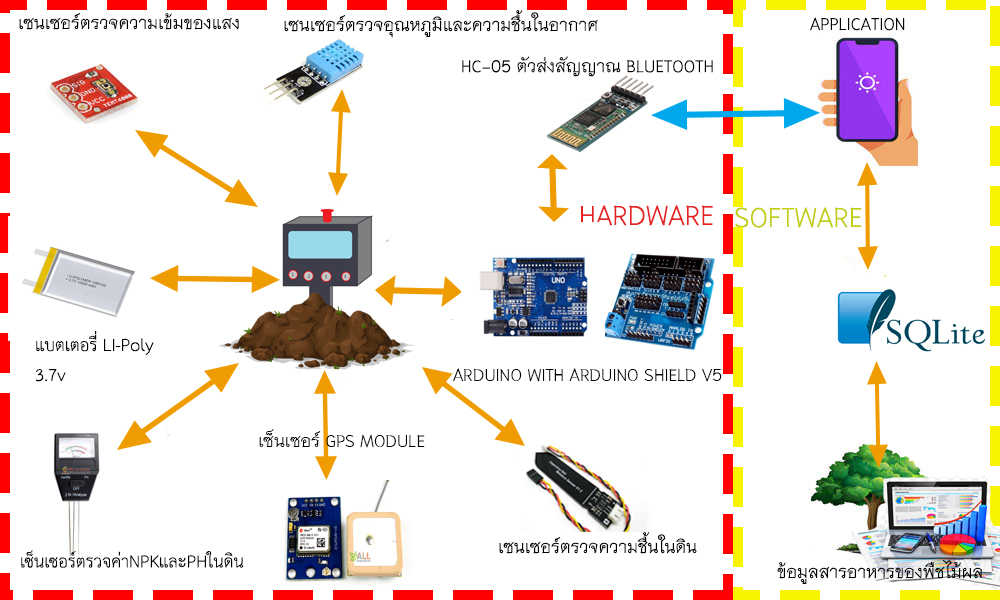 เซนเซอร์ตรวจความเข้มของแสง
เซนเซอร์ตรวจอุณหภูมิและความชื้นในอากาศ
APPLICATION
HC-05 ตัวส่งสัญญาณ BLUETOOTH
SIG
GND
VCC
TEMT6000
HARDWARE
SOFTWARE
UNO
SQLite
แบตเตอรี่ LI-Poly
3.7v
ARDUINO WITH ARDUINO SHIELD V5
เซ็นเซอร์ GPS MODULE
เซ็นเซอร์ตรวจค่าNPKและPHในดิน
เซนเซอร์ตรวจความชื้นในดิน
ข้อมูลสารอาหารของพืชไม้ผล